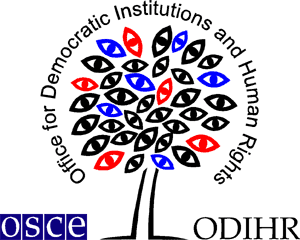 Office for Democratic Institutions and Human Rights
osce ODIHR